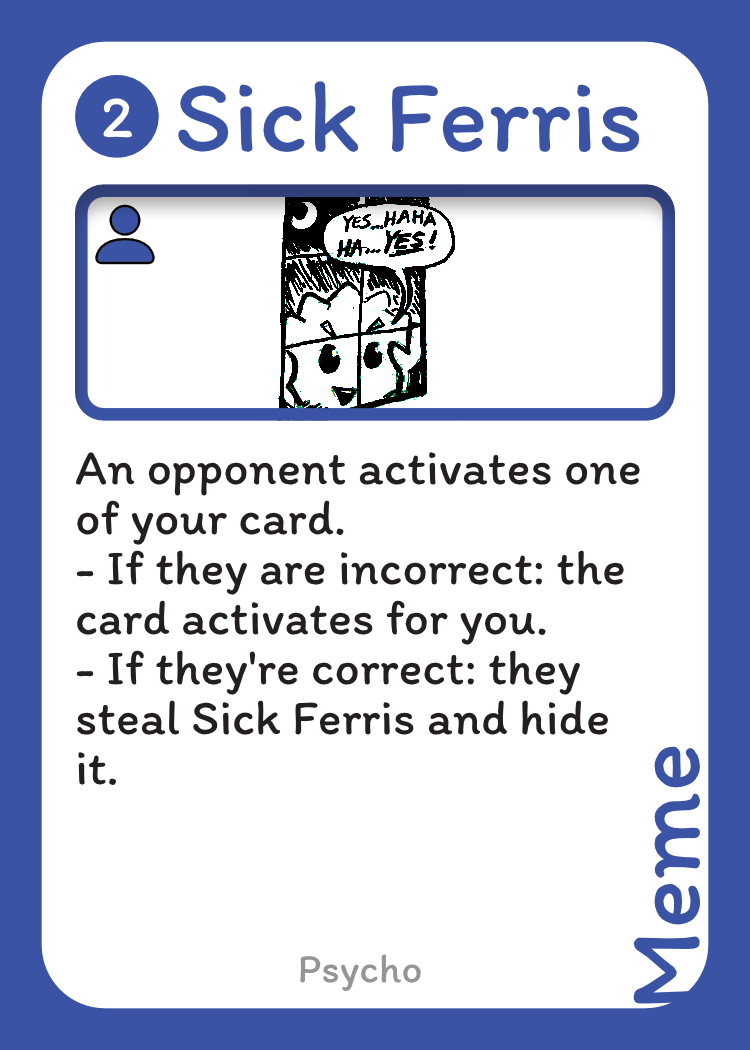 2 Sick Ferris
YES...HAHA
HA...YES!
An opponent activates one
of your card.
- If they are incorrect: the
card activates for you.
- If they're correct: they
steal Sick Ferris and hide
it.
Meme
Psycho